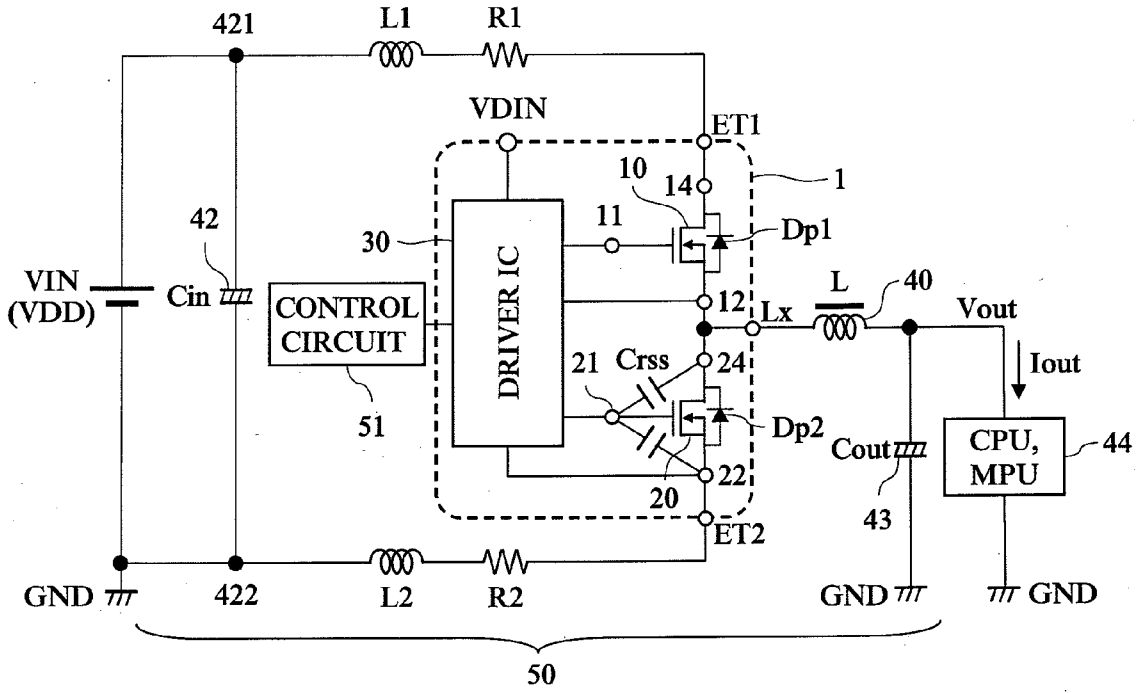 421
L1
R1
VDIN
ET1
1
14
10
11
Dp1
42
30
VIN
(VDD)
Cin
CONTROL
CIRCUIT
DRIVER IC
12
Lx
L
40
Vout
Crss
24
21
Iout
51
Dp2
CPU,
MPU
44
Cout
22
20
43
ET2
GND
422
L2
R2
GND
GND
50